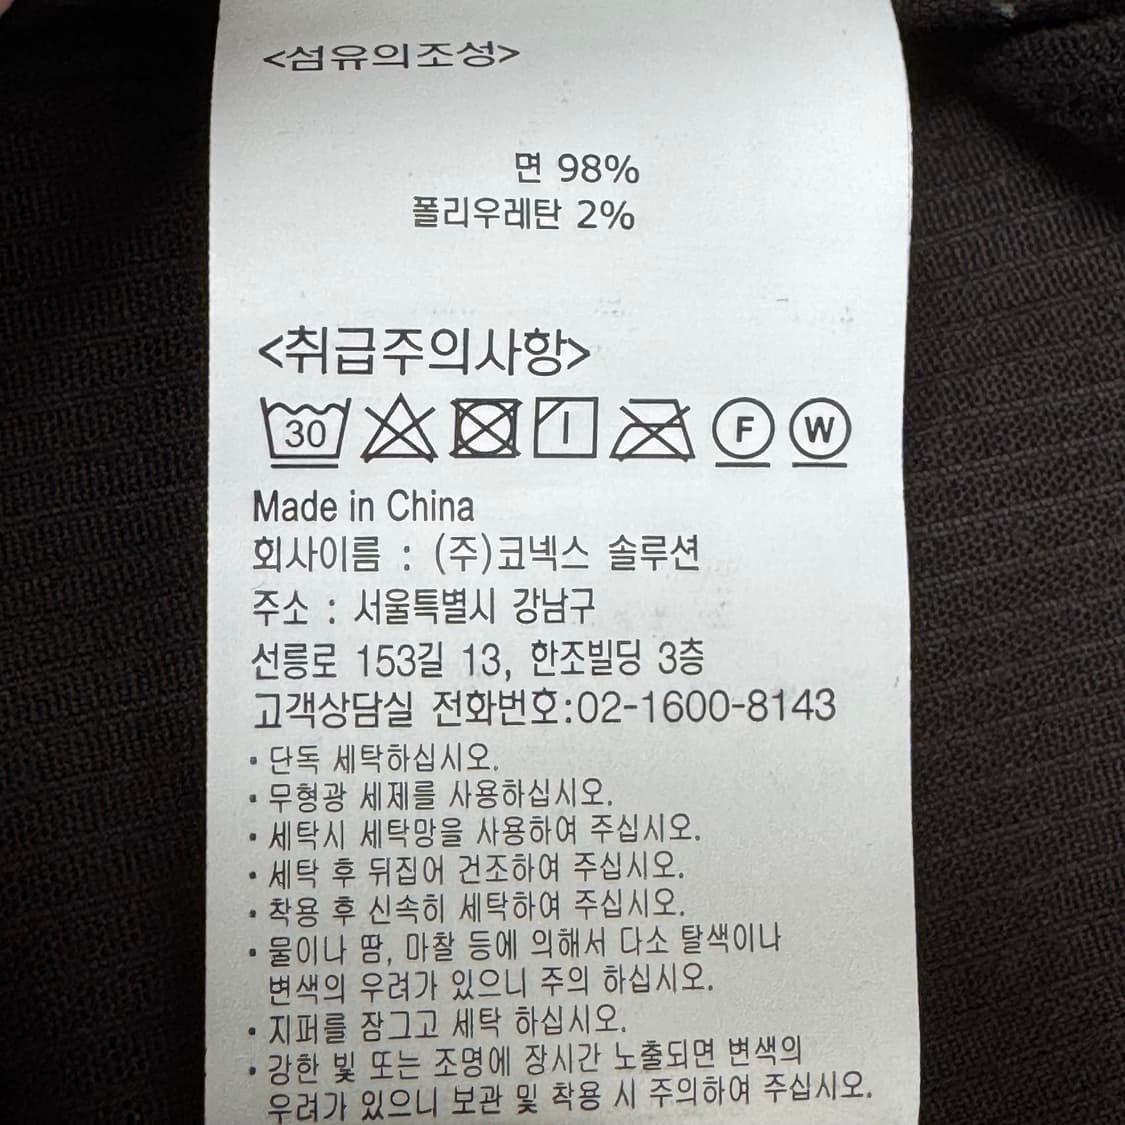 <섬유의조성>
면 98%
폴리우레탄 2%
<취급주의사항>
30 F W
Made in China
회사이름 : (주)코넥스 솔루션
주소 : 서울특별시 강남구
선릉로 153길 13, 한조빌딩 3층
고객상담실 전화번호:02-1600-8143
· 단독 세탁하십시오.
· 무형광 세제를 사용하십시오.
· 세탁시 세탁망을 사용하여 주십시오.
· 세탁 후 뒤집어 건조하여 주십시오.
· 착용 후 신속히 세탁하여 주십시오.
· 물이나 땀, 마찰 등에 의해서 다소 탈색이나
변색의 우려가 있으니 주의 하십시오.
· 지퍼를 잠그고 세탁 하십시오.
· 강한 빛 또는 조명에 장시간 노출되면 변색의
우려가 있으니 보관 및 착용 시 주의하여 주십시오.